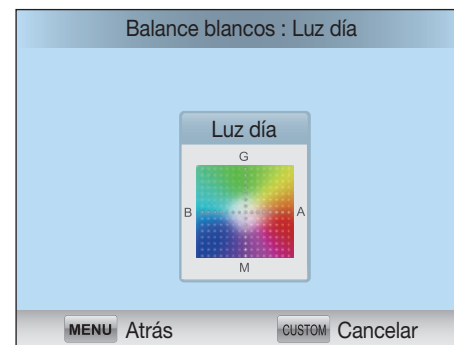 Balance blancos : Luz día
Luz día
G
B A
M
MENU Atrás CUSTOM Cancelar